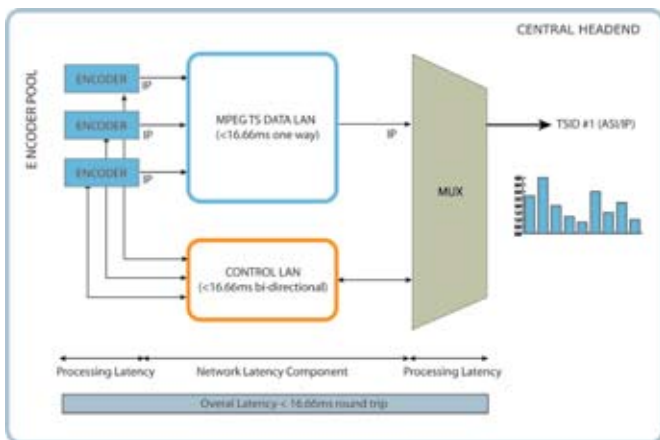 CENTRAL HEADEND
ENCODER POOL
ENCODER
IP
ENCODER
IP
ENCODER
IP
MPEG TS DATA LAN
(<16.66ms one way)
IP
MUX
TSID #1 (ASI/IP)
CONTROL LAN
(<16.66ms bi-directional)
Processing Latency
Network Latency Component
Processing Latency
Overal Latency < 16.66ms round trip